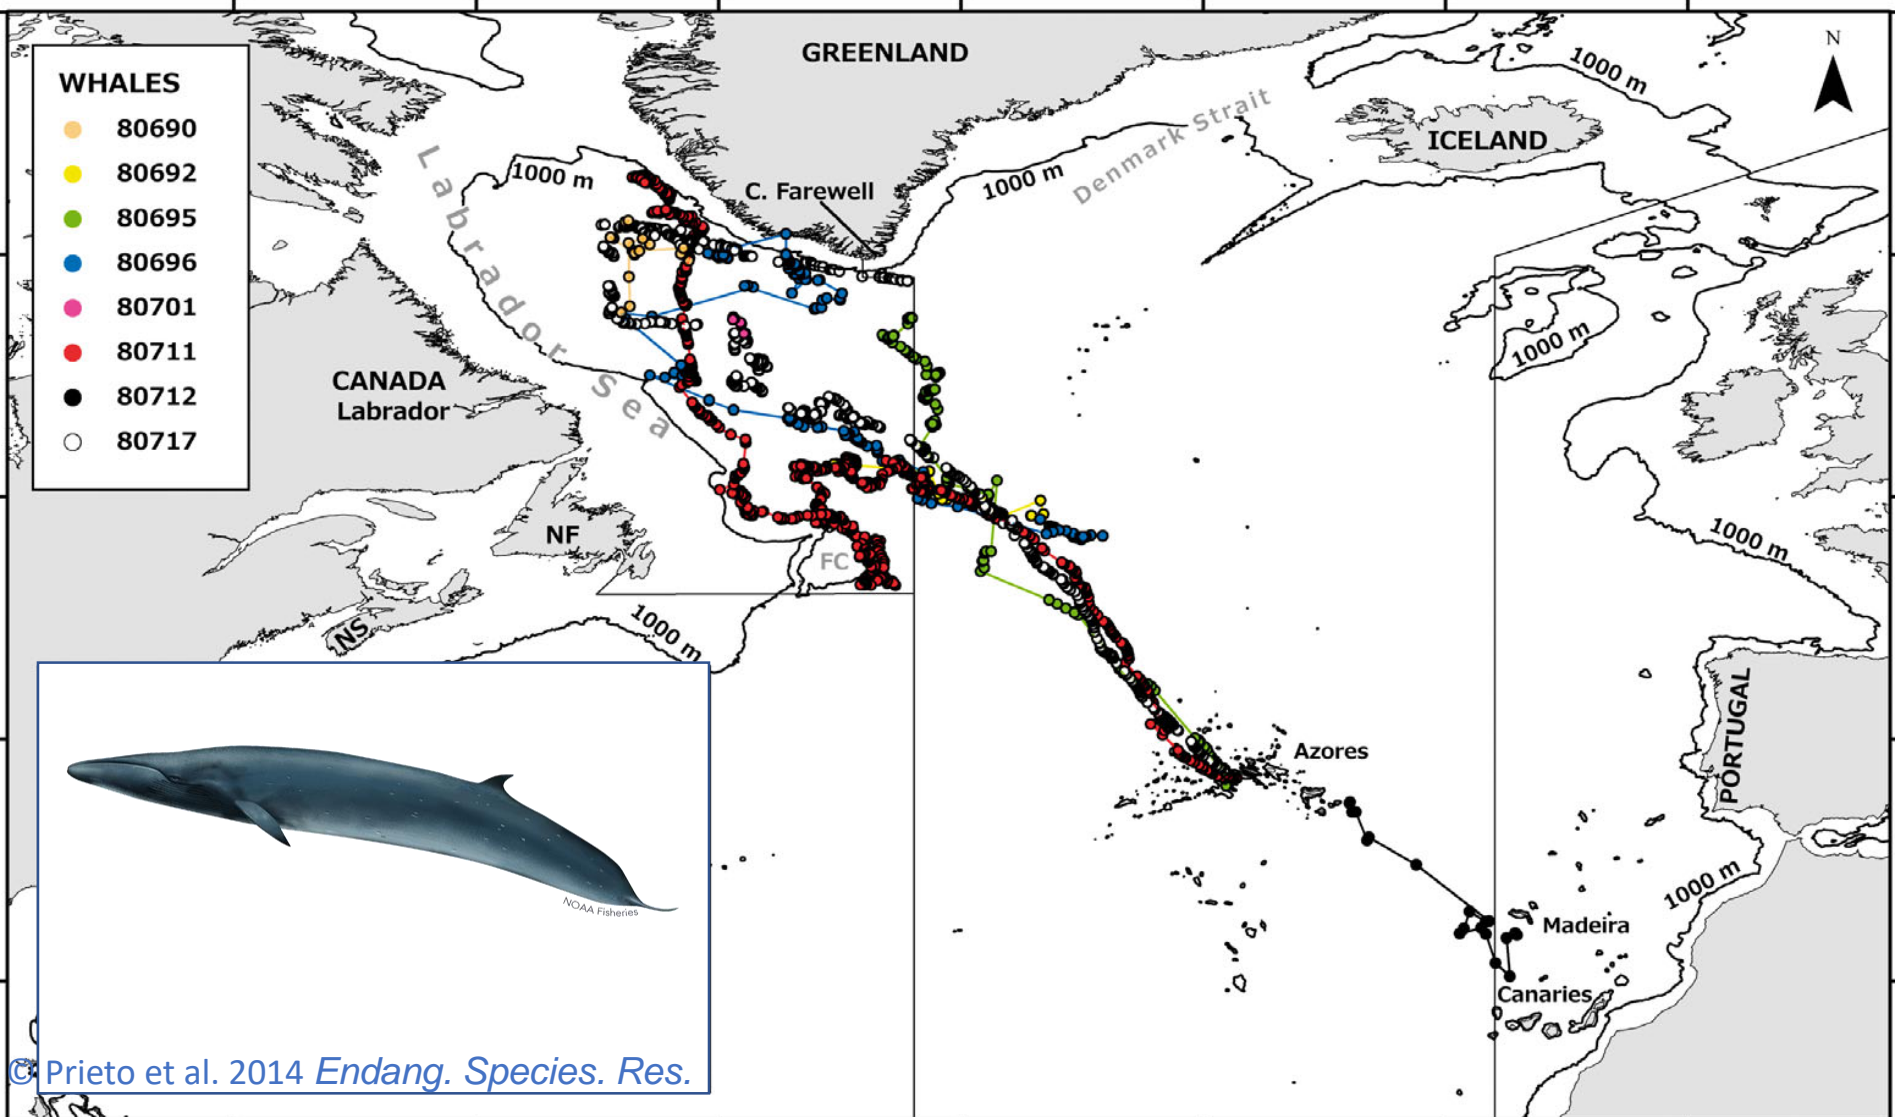 WHALES
80690
80692
80695
80696
80701
80711
80712
80717
GREENLAND
1000 m
N
Denmark Strait
ICELAND
1000 m
C. Farewell
1000 m
Labrador Sea
1000 m
CANADA
Labrador
NF
FC
NS
1000 m
1000 m
PORTUGAL
Azores
1000 m
Madeira
Canaries
NOAA Fisheries
© Prieto et al. 2014 Endang. Species. Res.